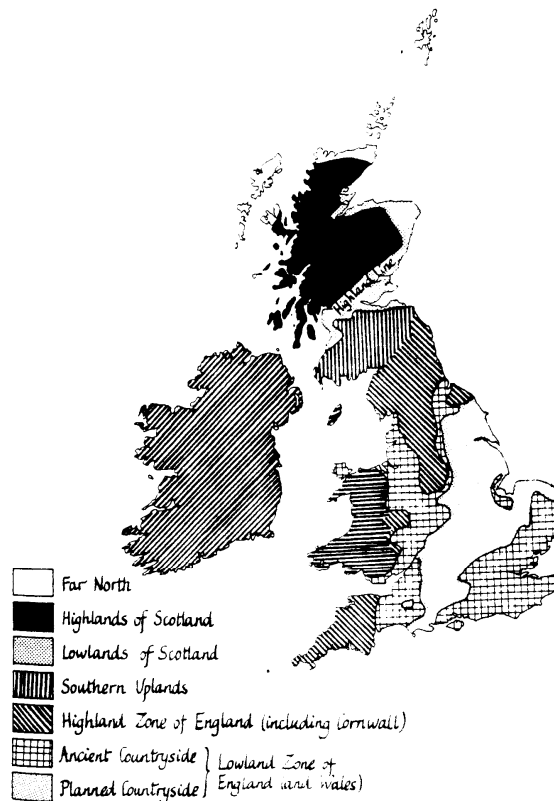 Highland Line
Far North
Highlands of Scotland
Lowlands of Scotland
Southern Uplands
Highland Zone of England (including Cornwall)
Ancient Countryside } Lowland Zone of
Planned Countryside } England (and Wales)